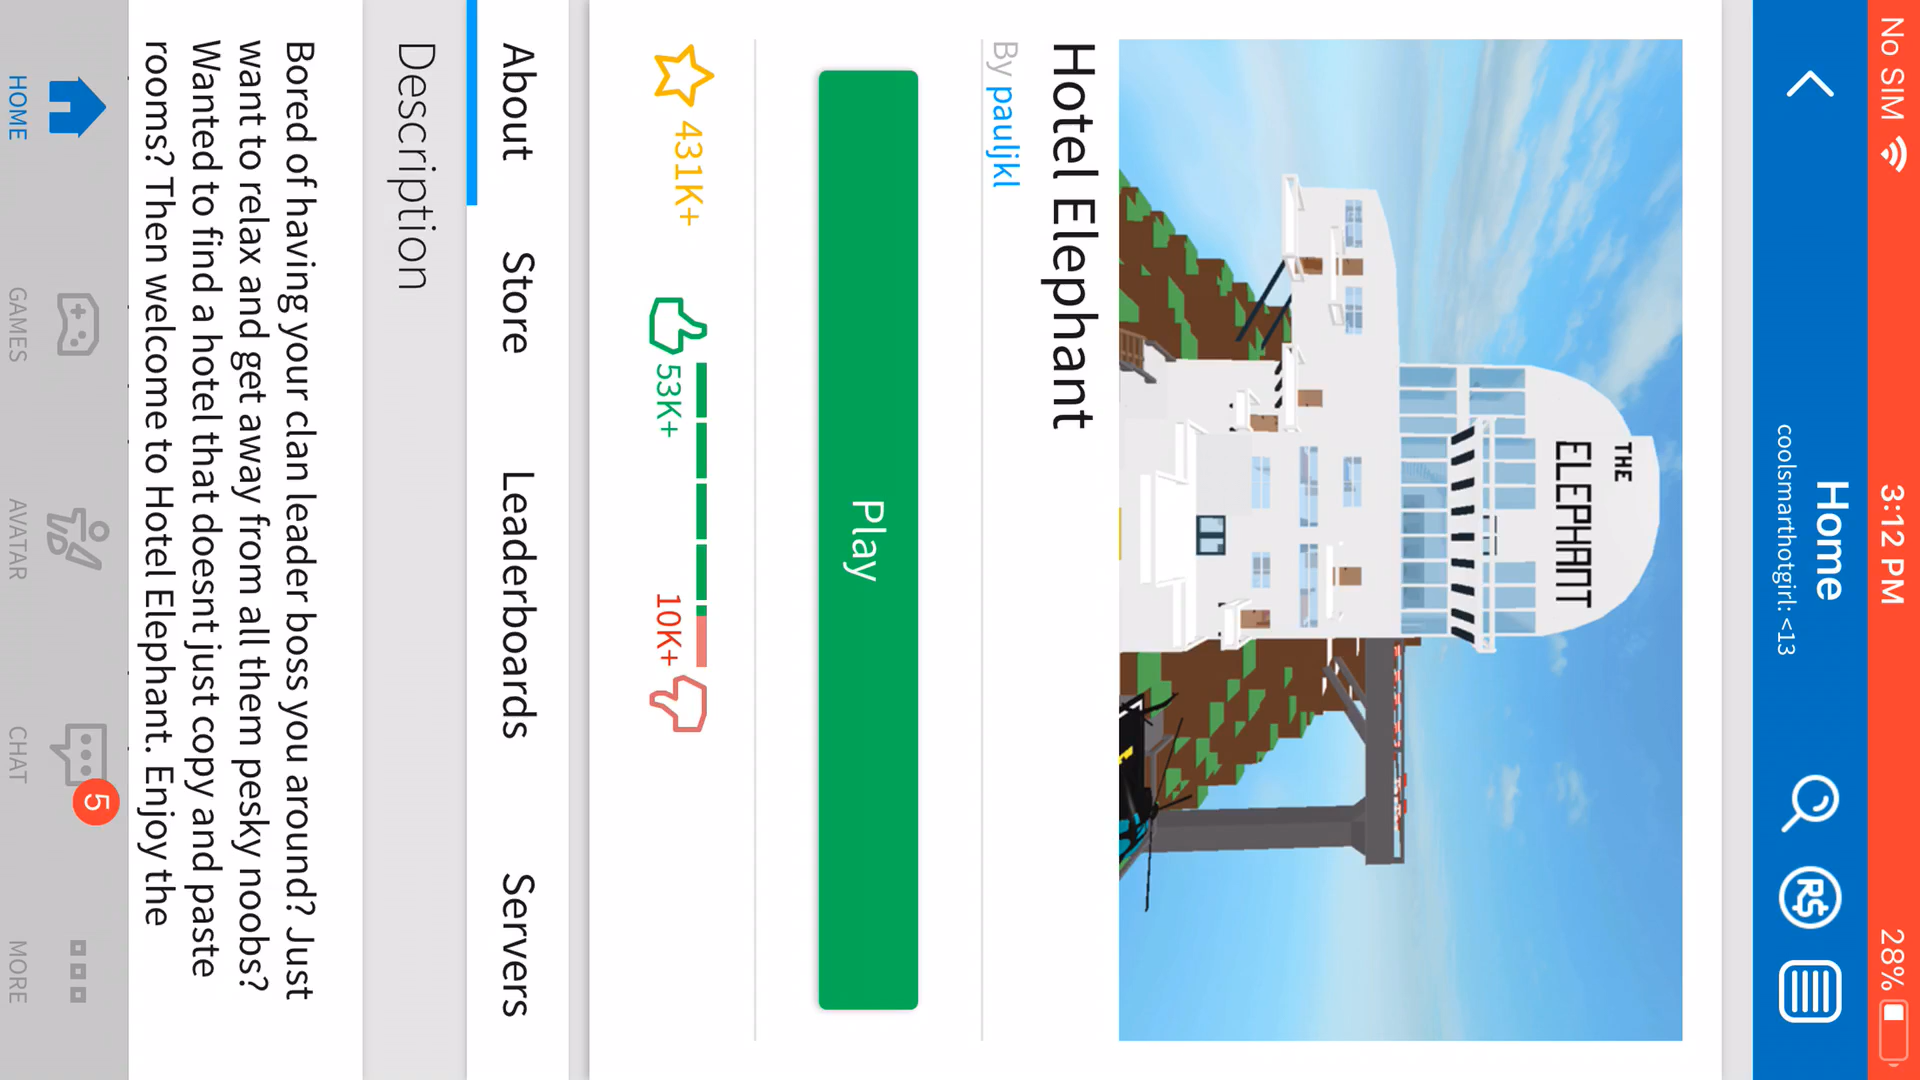 No SIM 3:12 PM 28%
Home
coolsmarthotgirl: <13
R$
THE
ELEPHANT
Hotel Elephant
By pauljkl
Play
431K+ 53K+ 10K+
About Store Leaderboards Servers
Description
Bored of having your clan leader boss you around? Just
want to relax and get away from all them pesky noobs?
Wanted to find a hotel that doesnt just copy and paste
rooms? Then welcome to Hotel Elephant. Enjoy the
5
HOME GAMES AVATAR CHAT MORE